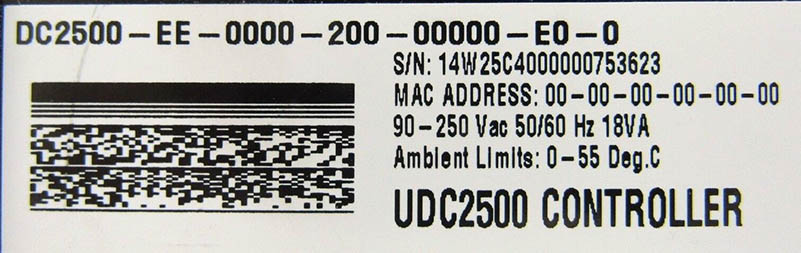 DC2500-EE-0000-200-00000-E0-0
S/N: 14W25C4000000753623
MAC ADDRESS: 00-00-00-00-00-00
90-250 Vac 50/60 Hz 18VA
Ambient Limits: 0-55 Deg.C
UDC2500 CONTROLLER